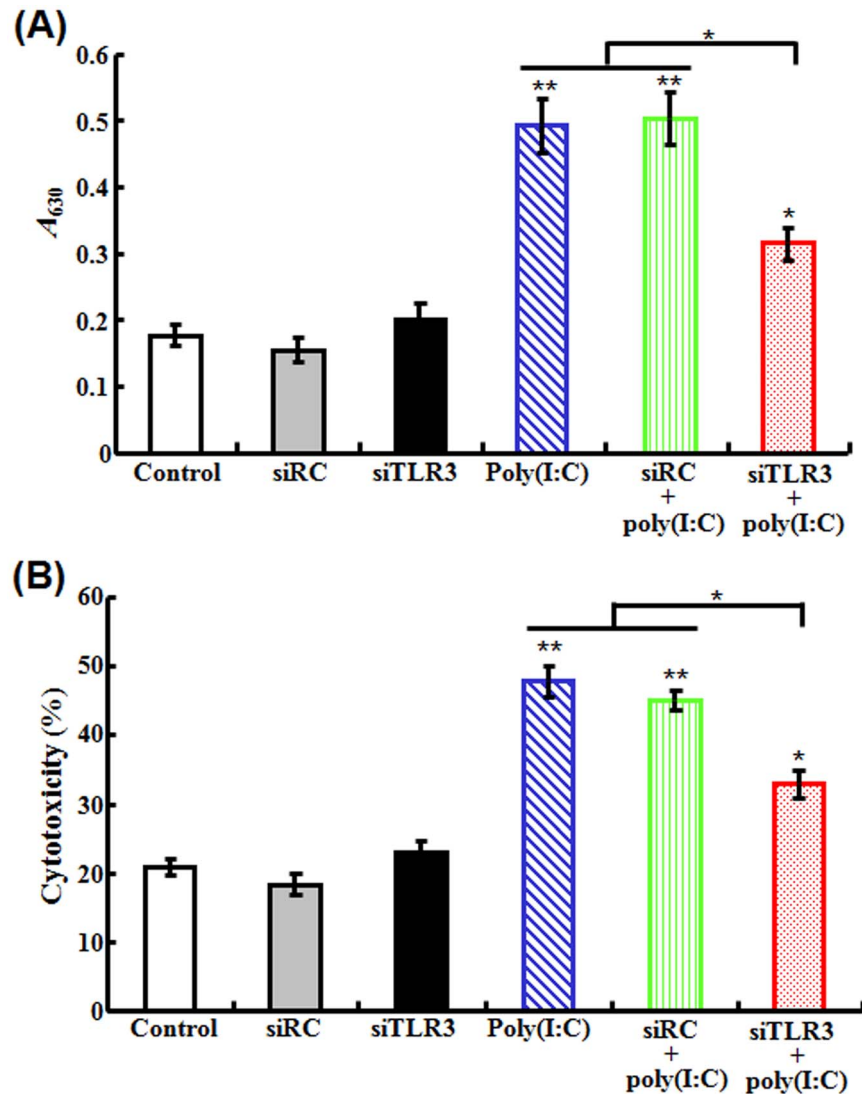 (A)
*
0.6
** **
0.5
0.4
A630
0.3
*
0.2
0.1
0
Control siRC siTLR3 Poly(I:C) siRC siTLR3
+ +
poly(I:C) poly(I:C)
(B)
60
*
**
50
**
40
*
Cytotoxicity (%)
30
20
10
0
Control siRC siTLR3 Poly(I:C) siRC siTLR3
+ +
poly(I:C) poly(I:C)